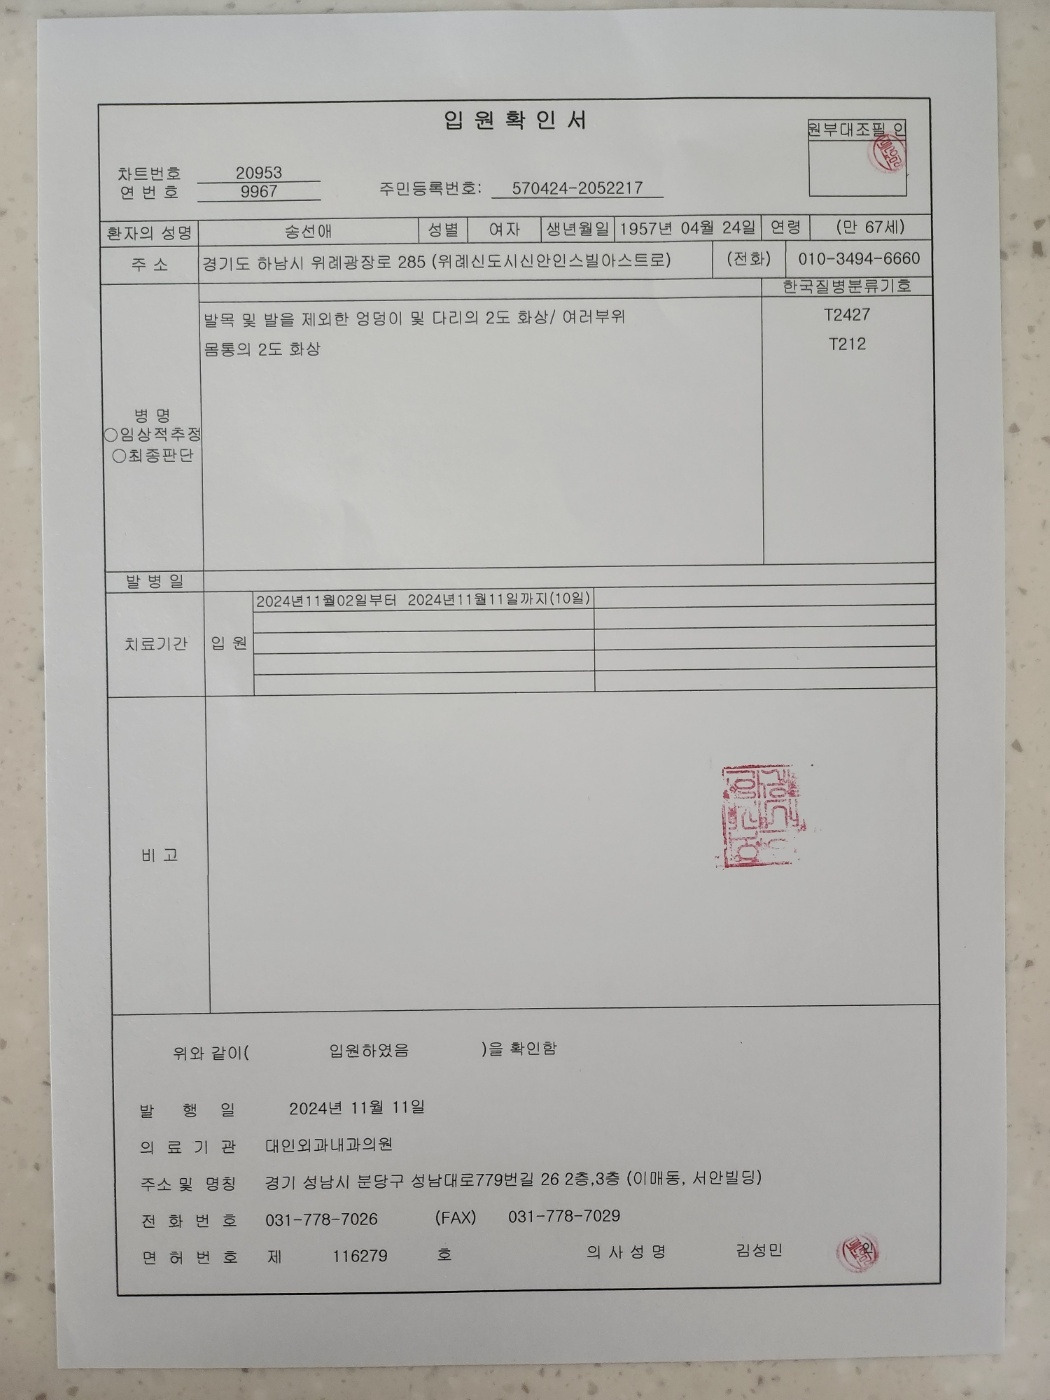 입원확인서
원부대조필 인
차트번호 20953
연번호 9967
주민등록번호: 570424-2052217
환자의 성명 송선애 성별 여자 생년월일 1957년 04월 24일 연령 (만 67세)
주소 경기도 하남시 위례광장로 285 (위례신도시신안인스빌아스트로) (전화) 010-3494-6660
한국질병분류기호
발목 및 발을 제외한 엉덩이 및 다리의 2도 화상/ 여러부위 T2427
몸통의 2도 화상 T212
병명
○임상적추정
○최종판단
발병일
2024년11월02일부터 2024년11월11일까지(10일)
치료기간 입원
비고
위와 같이( 입원하였음 )을 확인함
발행일 2024년 11월 11일
의료기관 대인외과내과의원
주소 및 명칭 경기 성남시 분당구 성남대로779번길 26 2층,3층 (이매동, 서안빌딩)
전화번호 031-778-7026 (FAX) 031-778-7029
면허번호 제 116279 호 의사성명 김성민 인